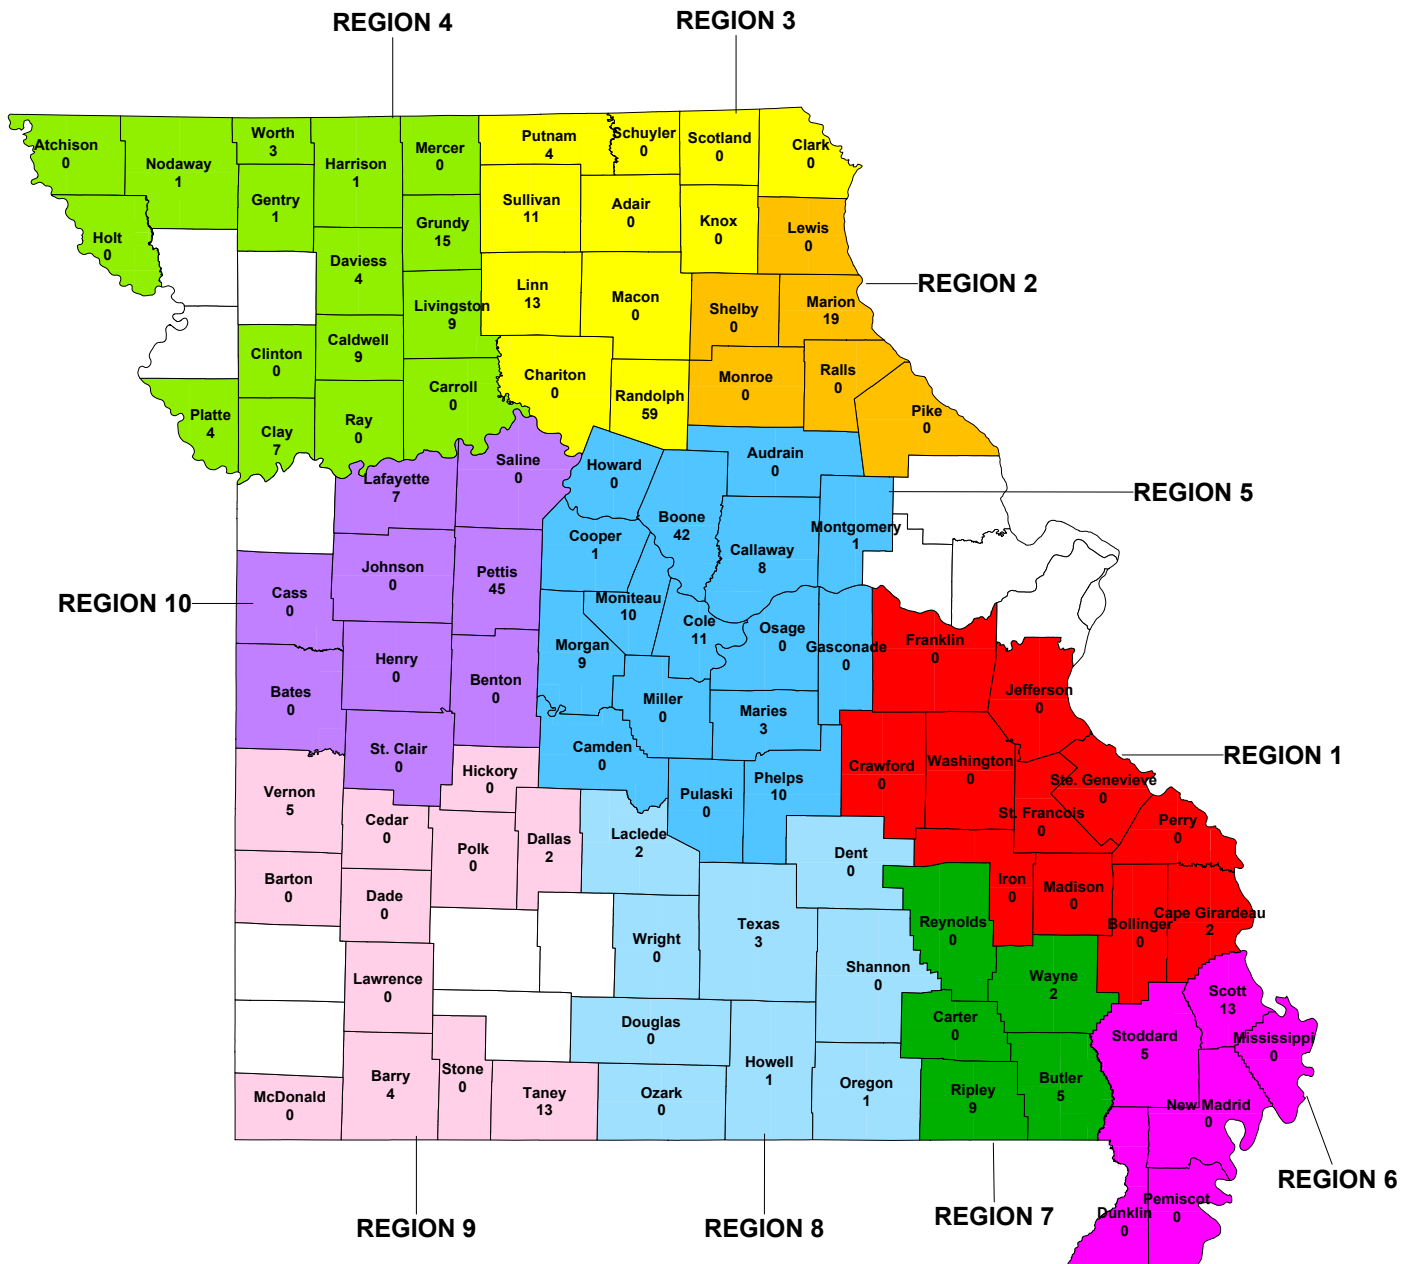 REGION 4
REGION 3
Atchison
0
Nodaway
1
Worth
3
Harrison
1
Mercer
0
Putnam
4
Schuyler
0
Scotland
0
Clark
0
Gentry
1
Grundy
15
Sullivan
11
Adair
0
Knox
0
Lewis
0
Holt
0
Daviess
4
Livingston
9
Linn
13
Macon
0
Shelby
0
Marion
19
REGION 2
Clinton
0
Caldwell
9
Carroll
0
Chariton
0
Randolph
59
Monroe
0
Ralls
0
Pike
0
Platte
4
Clay
7
Ray
0
Lafayette
7
Saline
0
Howard
0
Boone
42
Audrain
0
Callaway
8
Montgomery
1
REGION 5
Cooper
1
Moniteau
10
Cole
11
Osage
0
Gasconade
0
REGION 10
Cass
0
Johnson
0
Pettis
45
Morgan
9
Franklin
0
Jefferson
0
Bates
0
Henry
0
Benton
0
Miller
0
Maries
3
St. Clair
0
Hickory
0
Camden
0
Pulaski
0
Phelps
10
Crawford
0
Washington
0
Ste. Genevieve
0
St. Francois
0
Perry
0
REGION 1
Vernon
5
Cedar
0
Polk
0
Dallas
2
Laclede
2
Dent
0
Iron
0
Madison
0
Bollinger
0
Cape Girardeau
2
Barton
0
Dade
0
Wright
0
Texas
3
Shannon
0
Reynolds
0
Wayne
2
Lawrence
0
Douglas
0
Howell
1
Carter
0
Scott
13
Stoddard
5
Mississippi
0
McDonald
0
Barry
4
Stone
0
Taney
13
Ozark
0
Oregon
1
Ripley
9
Butler
5
New Madrid
0
Dunklin
0
Pemiscot
0
REGION 6
REGION 9
REGION 8
REGION 7